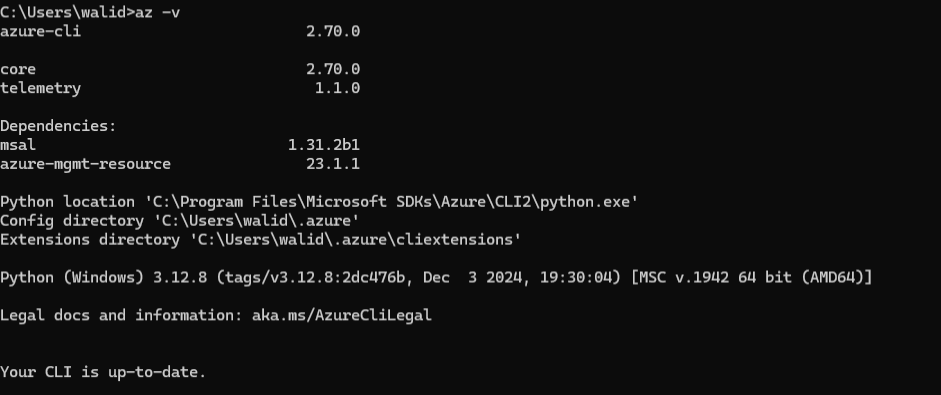 C:\Users\walid>az -v
azure-cli                         2.70.0
core                              2.70.0
telemetry                          1.1.0
Dependencies:
msal                            1.31.2b1
azure-mgmt-resource               23.1.1
Python location 'C:\Program Files\Microsoft SDKs\Azure\CLI2\python.exe'
Config directory 'C:\Users\walid\.azure'
Extensions directory 'C:\Users\walid\.azure\cliextensions'
Python (Windows) 3.12.8 (tags/v3.12.8:2dc476b, Dec  3 2024, 19:30:04) [MSC v.1942 64 bit (AMD64)]
Legal docs and information: aka.ms/AzureCliLegal
Your CLI is up-to-date.